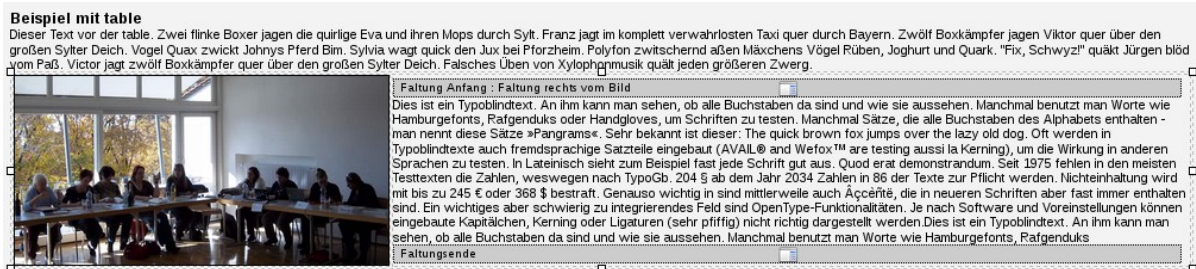 Beispiel mit table
Dieser Text vor der table. Zwei flinke Boxer jagen die quirlige Eva und ihren Mops durch Sylt. Franz jagt im komplett verwahrlosten Taxi quer durch Bayern. Zwölf Boxkämpfer jagen Viktor quer über den
großen Sylter Deich. Vogel Quax zwickt Johnys Pferd Bim. Sylvia wagt quick den Jux bei Pforzheim. Polyfon zwitschernd aßen Mäxchens Vögel Rüben, Joghurt und Quark. "Fix, Schwyz!" quäkt Jürgen blöd
vom Paß. Victor jagt zwölf Boxkämpfer quer über den großen Sylter Deich. Falsches Üben von Xylophonmusik quält jeden größeren Zwerg.
Faltung Anfang : Faltung rechts vom Bild
Dies ist ein Typoblindtext. An ihm kann man sehen, ob alle Buchstaben da sind und wie sie aussehen. Manchmal benutzt man Worte wie
Hamburgefonts, Rafgenduks oder Handgloves, um Schriften zu testen. Manchmal Sätze, die alle Buchstaben des Alphabets enthalten -
man nennt diese Sätze »Pangrams«. Sehr bekannt ist dieser: The quick brown fox jumps over the lazy old dog. Oft werden in
Typoblindtexte auch fremdsprachige Satzteile eingebaut (AVAIL® and Wefox™ are testing aussi la Kerning), um die Wirkung in anderen
Sprachen zu testen. In Lateinisch sieht zum Beispiel fast jede Schrift gut aus. Quod erat demonstrandum. Seit 1975 fehlen in den meisten
Testtexten die Zahlen, weswegen nach TypoGb. 204 § ab dem Jahr 2034 Zahlen in 86 der Texte zur Pflicht werden. Nichteinhaltung wird
mit bis zu 245 € oder 368 $ bestraft. Genauso wichtig in sind mittlerweile auch Âçcèñtë, die in neueren Schriften aber fast immer enthalten
sind. Ein wichtiges aber schwierig zu integrierendes Feld sind OpenType-Funktionalitäten. Je nach Software und Voreinstellungen können
eingebaute Kapitälchen, Kerning oder Ligaturen (sehr pfiffig) nicht richtig dargestellt werden.Dies ist ein Typoblindtext. An ihm kann man
sehen, ob alle Buchstaben da sind und wie sie aussehen. Manchmal benutzt man Worte wie Hamburgefonts, Rafgenduks
Faltungsende